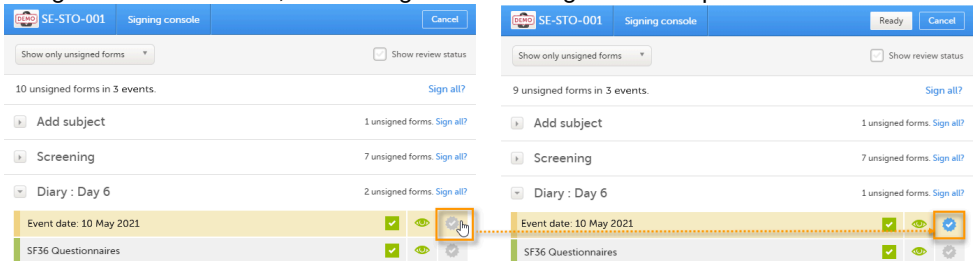 DEMO SE-STO-001 Signing console Cancel
Show only unsigned forms Show review status
10 unsigned forms in 3 events. Sign all?
Add subject 1 unsigned forms. Sign all?
Screening 7 unsigned forms. Sign all?
Diary : Day 6 2 unsigned forms. Sign all?
Event date: 10 May 2021
SF36 Questionnaires
DEMO SE-STO-001 Signing console Ready Cancel
Show only unsigned forms Show review status
9 unsigned forms in 3 events. Sign all?
Add subject 1 unsigned forms. Sign all?
Screening 7 unsigned forms. Sign all?
Diary : Day 6 1 unsigned forms. Sign all?
Event date: 10 May 2021
SF36 Questionnaires